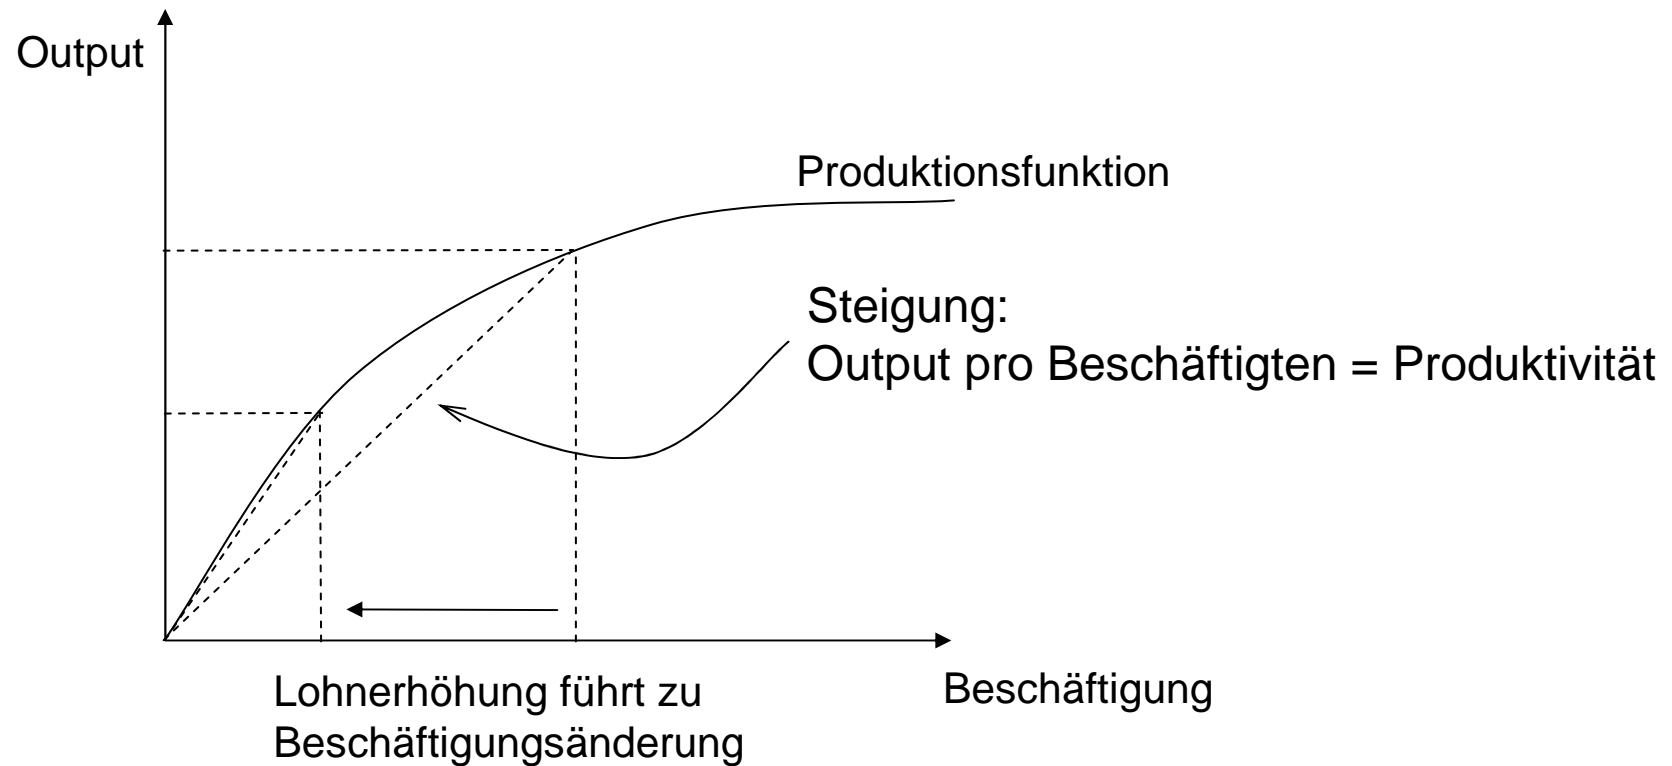 Output
Produktionsfunktion
Steigung:
Output pro Beschäftigten = Produktivität
Lohnerhöhung führt zu
Beschäftigungsänderung
Beschäftigung